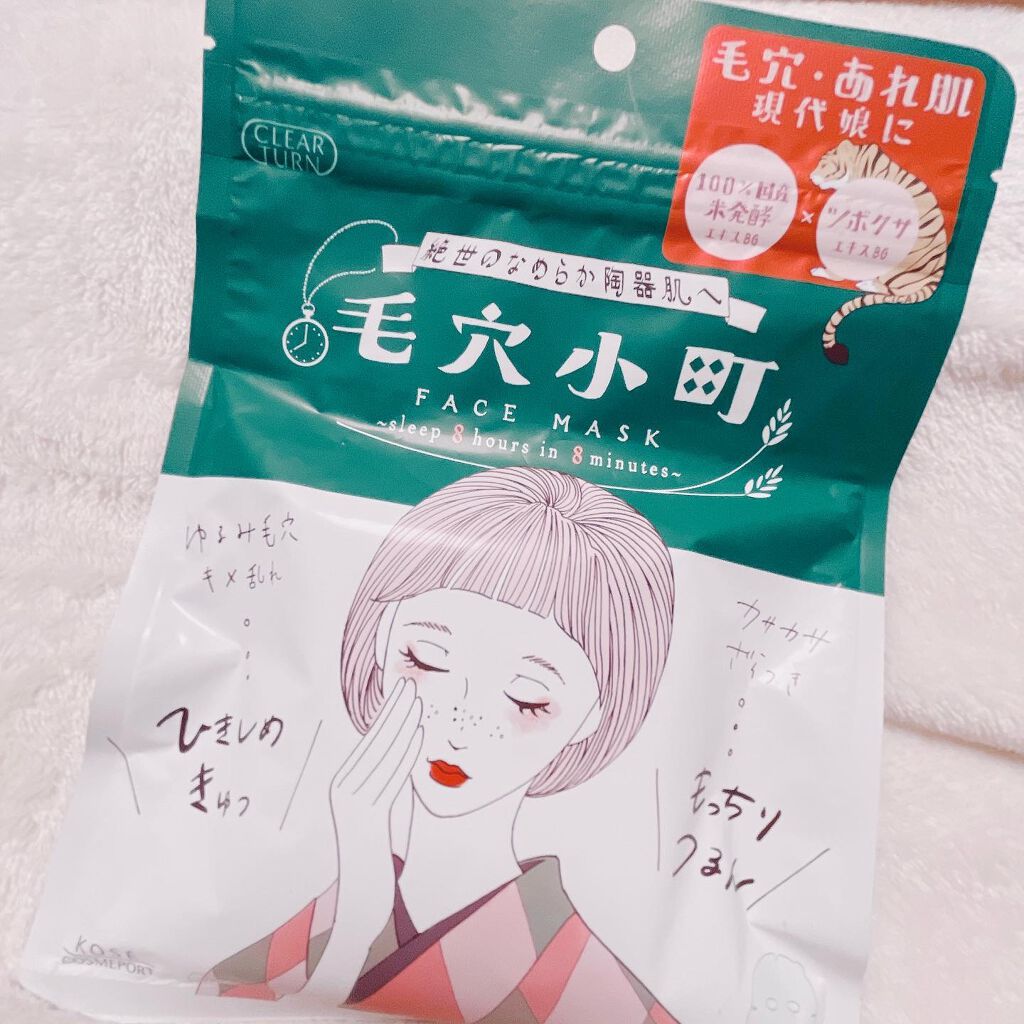 毛穴・あれ肌
現代娘に
100%国産
米発酵
エキスBG
×
ツボクサ
エキスBG
CICA
CLEAR
TURN
絶世のなめらか陶器肌へ
毛穴小町
FACE MASK
~sleep 8 hours in 8 minutes~
ゆるみ毛穴
キメ乱れ
ひきしめ
きゅっ
カサカサ
ざらつき
もっちり
つるん
KOSÉ
COSMEPORT